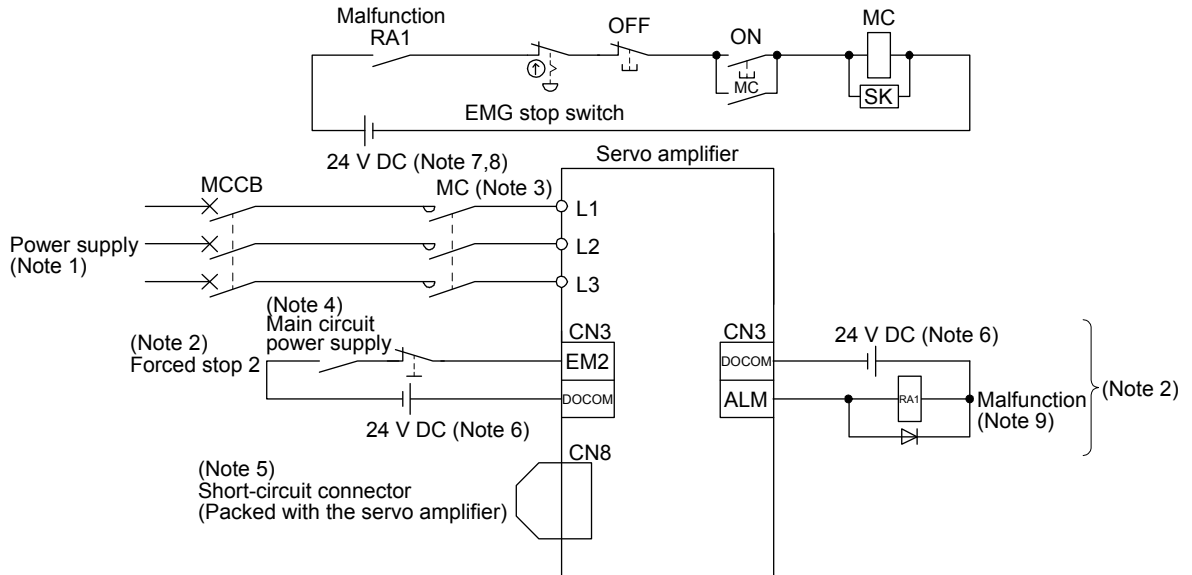 Malfunction
RA1
OFF
ON
MC
MC
SK
EMG stop switch
24 V DC (Note 7,8)
Servo amplifier
MCCB
MC (Note 3)
L1
Power supply
(Note 1)
L2
L3
(Note 4)
Main circuit
power supply
(Note 2)
Forced stop 2
CN3
EM2
DOCOM
24 V DC (Note 6)
CN3
DOCOM
ALM
24 V DC (Note 6)
RA1
Malfunction
(Note 9)
(Note 2)
CN8
(Note 5)
Short-circuit connector
(Packed with the servo amplifier)